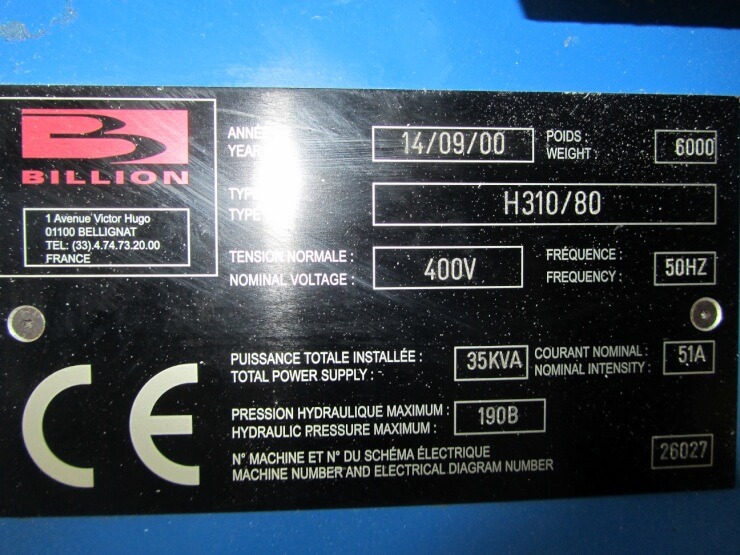 BILLION
1 Avenue Victor Hugo
01100 BELLIGNAT
TEL: (33).4.74.73.20.00
FRANCE
ANNÉE
YEAR
14/09/00
POIDS
WEIGHT :
6000
TYPE
TYPE
H310/80
TENSION NORMALE :
NOMINAL VOLTAGE :
400V
FRÉQUENCE :
FREQUENCY :
50HZ
PUISSANCE TOTALE INSTALLÉE :
TOTAL POWER SUPPLY :
35KVA
COURANT NOMINAL :
NOMINAL INTENSITY :
51A
PRESSION HYDRAULIQUE MAXIMUM :
HYDRAULIC PRESSURE MAXIMUM :
190B
N° MACHINE ET N° DU SCHÉMA ÉLECTRIQUE
MACHINE NUMBER AND ELECTRICAL DIAGRAM NUMBER
26027
CE